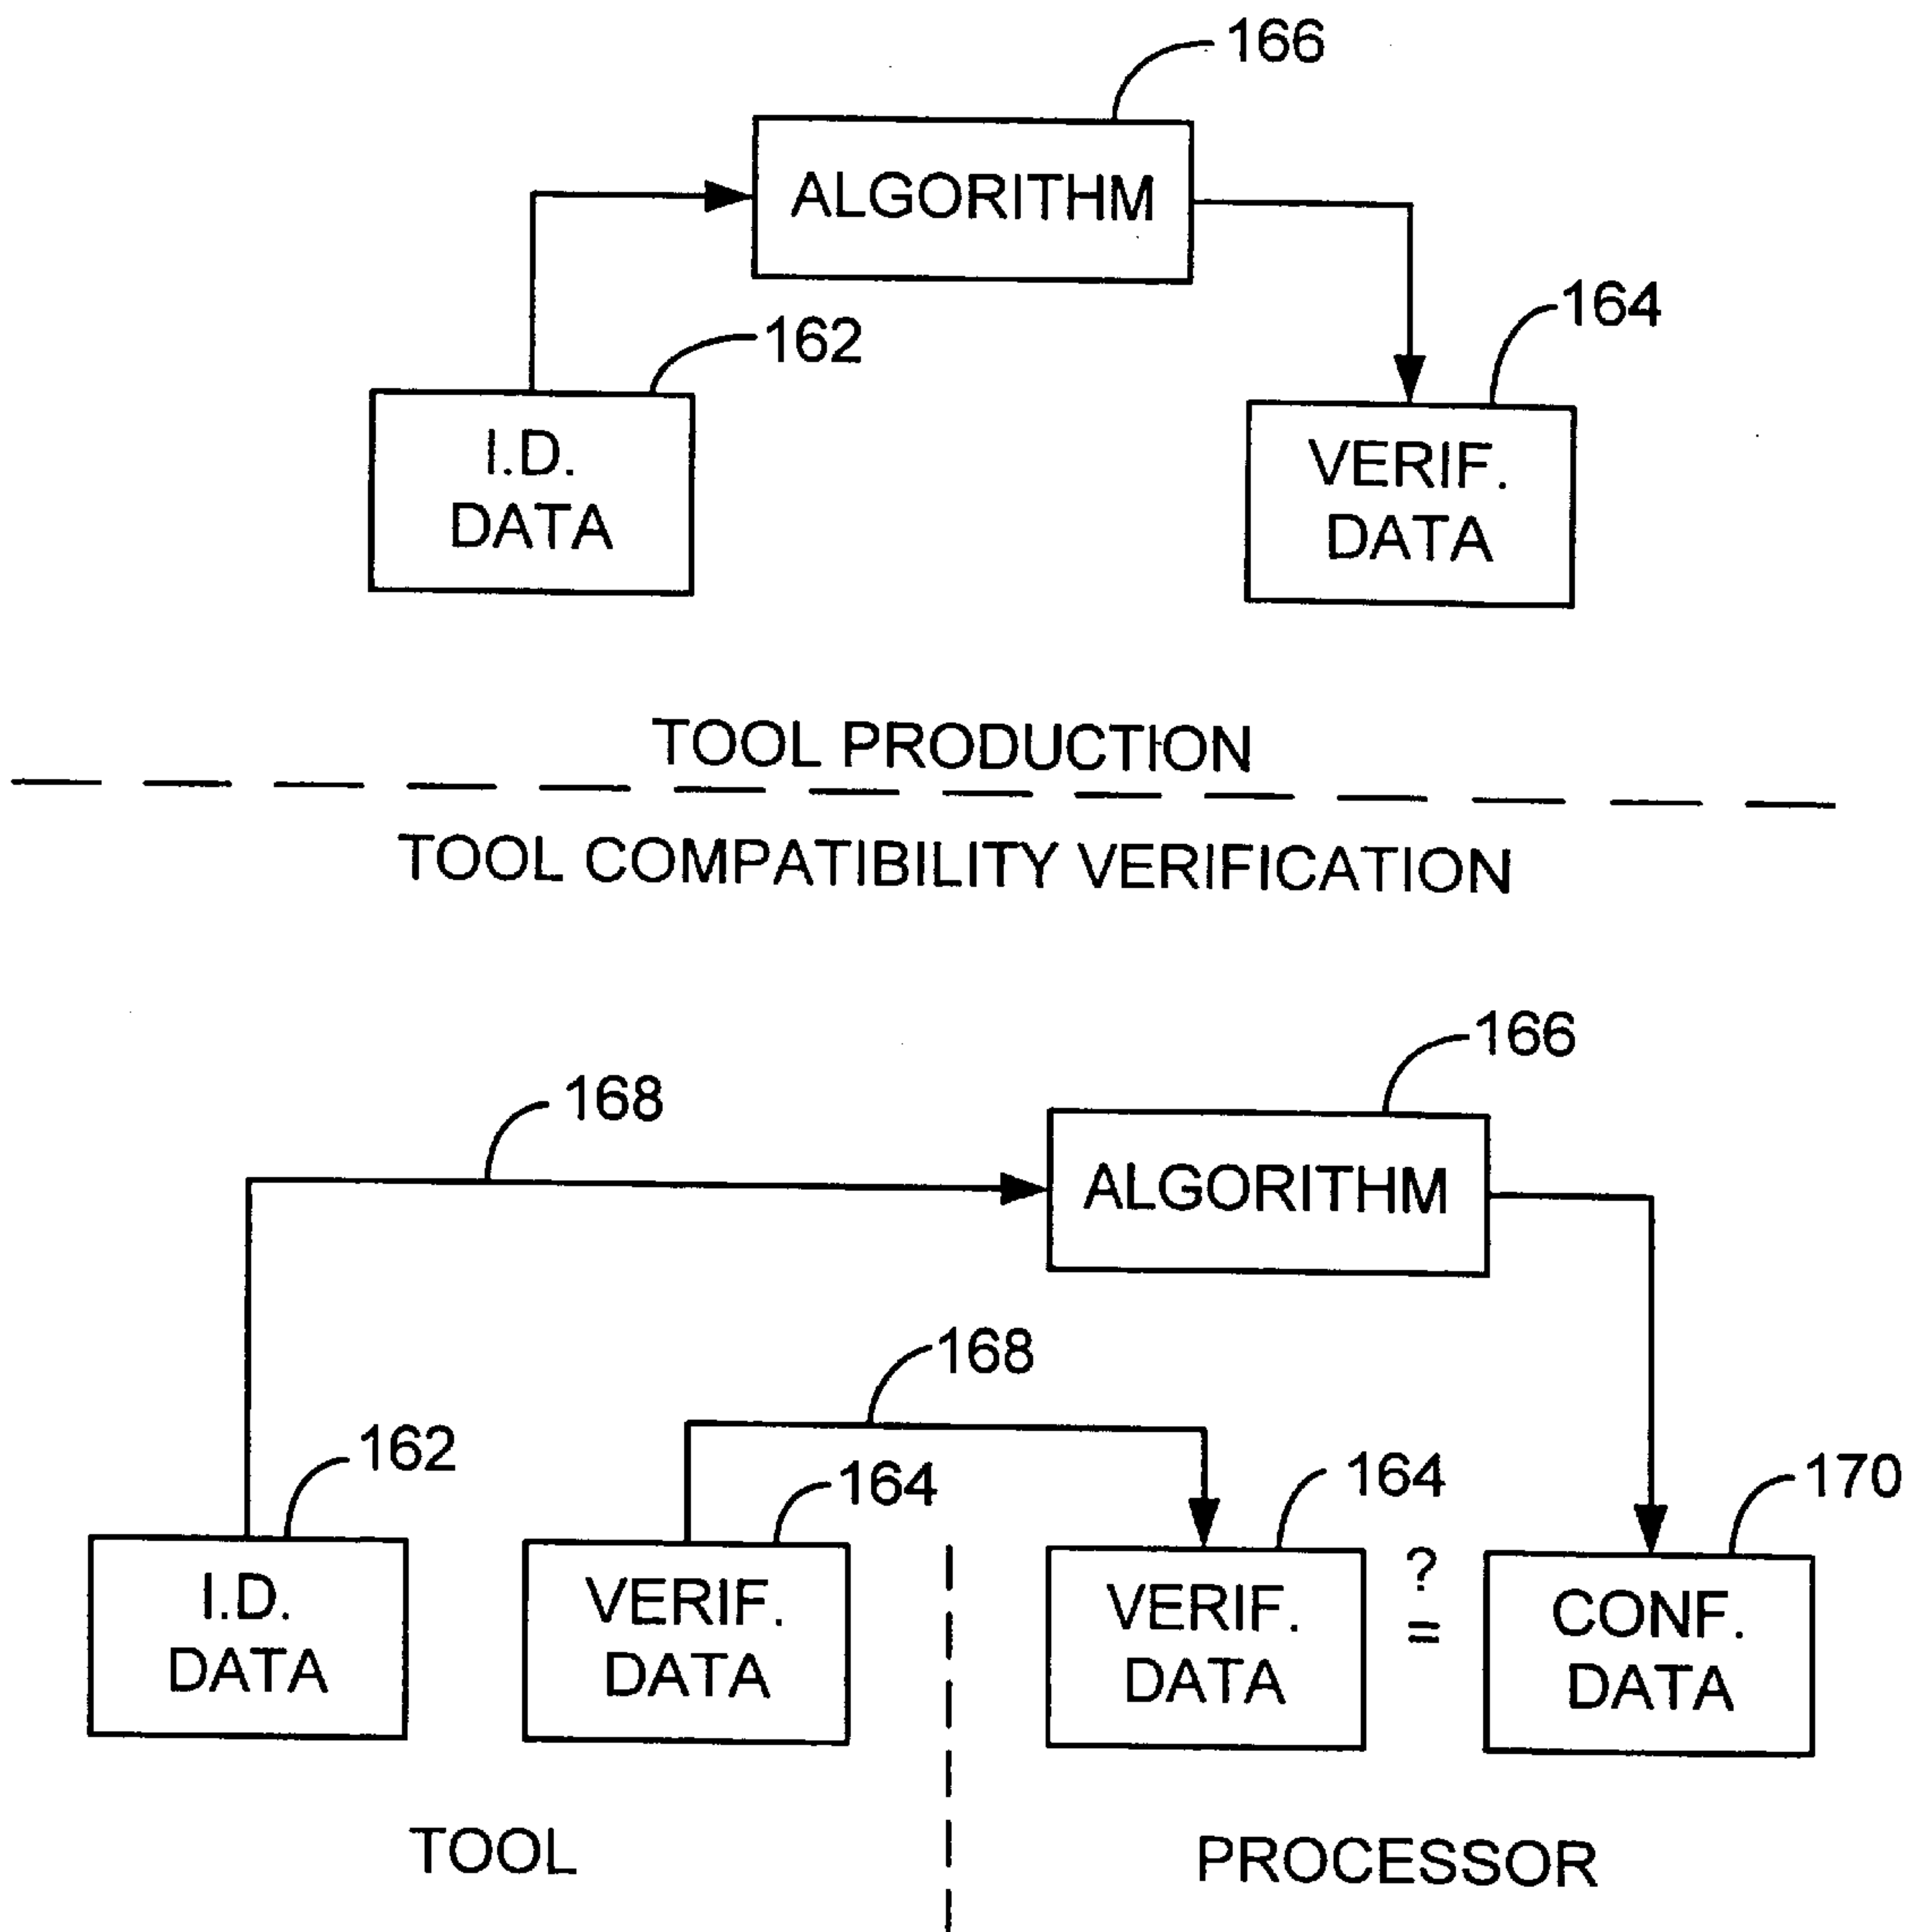 166
ALGORITHM
162
164
I.D.
DATA
VERIF.
DATA
TOOL PRODUCTION
TOOL COMPATIBILITY VERIFICATION
166
168
ALGORITHM
168
162
164
164
170
I.D.
DATA
VERIF.
DATA
VERIF.
DATA
?
=
CONF.
DATA
TOOL
PROCESSOR